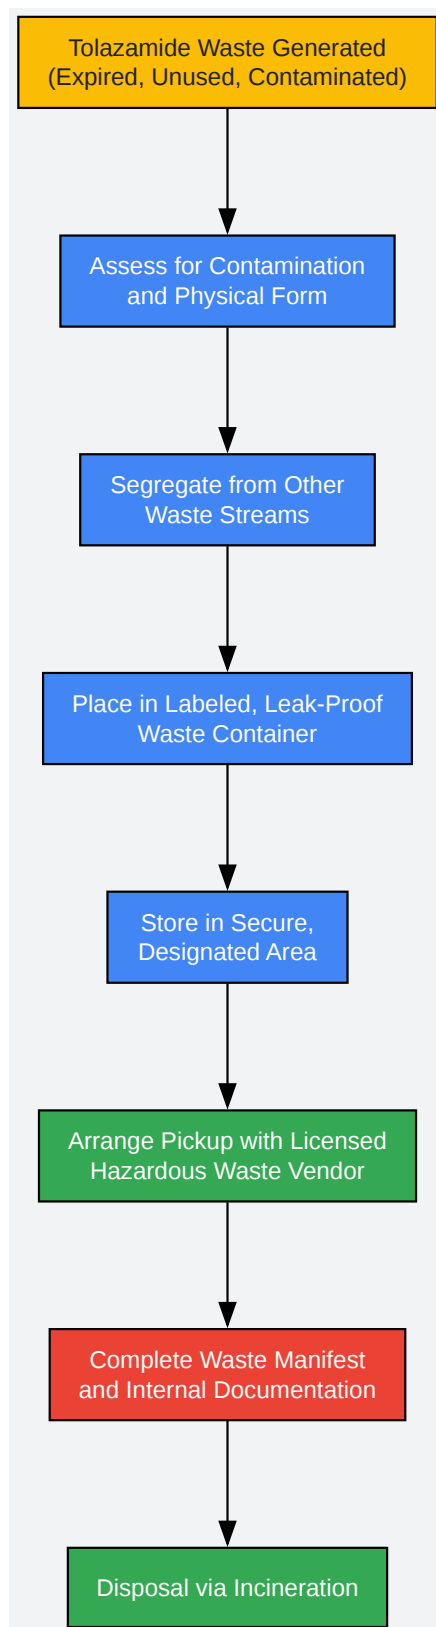 Tolazamide Waste Generated
(Expired, Unused, Contaminated)
Assess for Contamination
and Physical Form
Segregate from Other
Waste Streams
Place in Labeled, Leak-Proof
Waste Container
Store in Secure,
Designated Area
Arrange Pickup with Licensed
Hazardous Waste Vendor
Complete Waste Manifest
and Internal Documentation
Disposal via Incineration